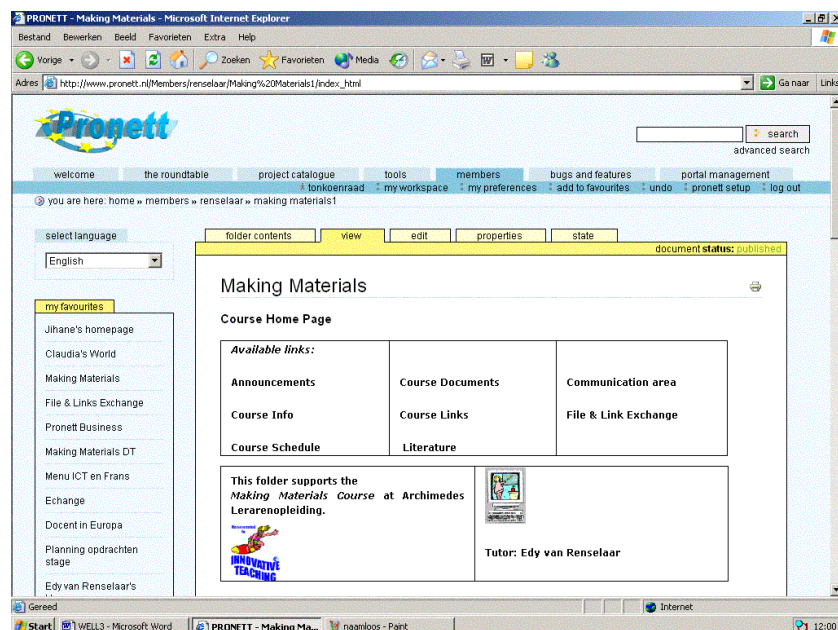 PRONETT - Making Materials - Microsoft Internet Explorer
Bestand Bewerken Beeld Favorieten Extra Help
Vorige Zoeken Favorieten Media
Adres http://www.pronett.nl/Members/renselaar/Making%20Materials1/index_html Ga naar Links
Pronett
search
advanced search
welcome the roundtable project catalogue tools members bugs and features portal management
tonkoenraad my workspace my preferences add to favourites undo pronett setup log out
you are here: home » members » renselaar » making materials1
select language
English
my favourites
Jihane's homepage
Claudia's World
Making Materials
File & Links Exchange
Pronett Business
Making Materials DT
Menu ICT en Frans
Echange
Docent in Europa
Planning opdrachten
stage
Edy van Renselaar's
folder contents view edit properties state
document status: published
Making Materials
Course Home Page
Available links:
Announcements Course Documents Communication area
Course Info Course Links File & Link Exchange
Course Schedule Literature
This folder supports the
Making Materials Course at Archimedes
Lerarenopleiding.
INNOVATIVE
TEACHING
Tutor: Edy van Renselaar
Gereed Internet
Start WELL3 - Microsoft Word PRONETT - Making Ma... naamloos - Paint 12:00